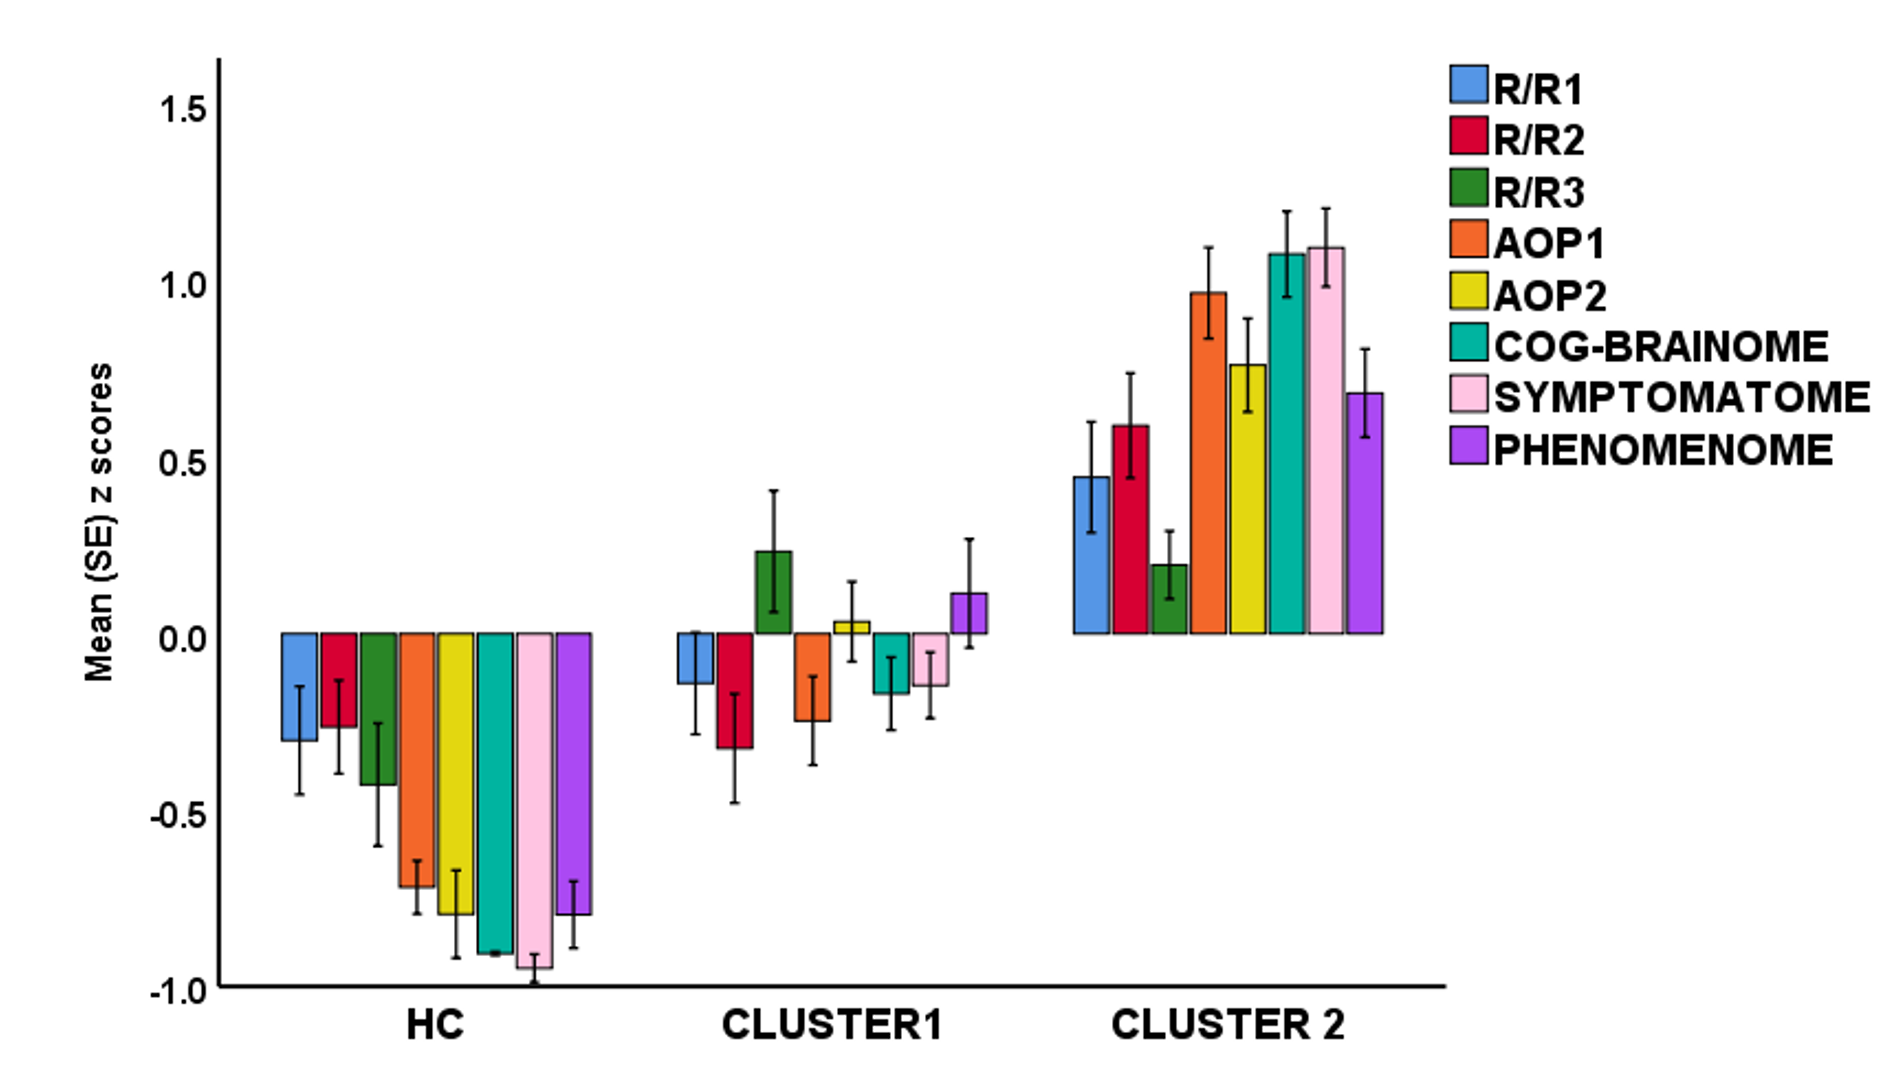 Mean (SE) z scores
1.5
1.0
0.5
0.0
-0.5
-1.0
HC
CLUSTER1
CLUSTER 2
R/R1
R/R2
R/R3
AOP1
AOP2
COG-BRAINOME
SYMPTOMATOME
PHENOMENOME